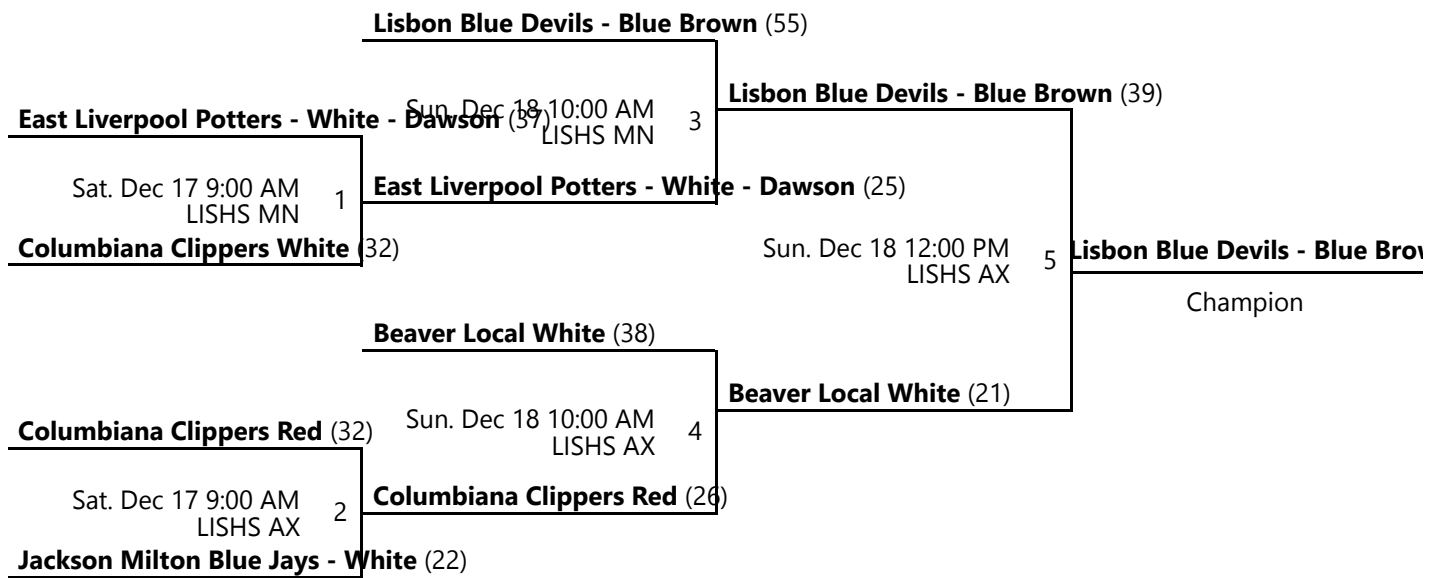 Lisbon Blue Devils - Blue Brown (55)
Lisbon Blue Devils - Blue Brown (39)
Sun. Dec 18 10:00 AM
East Liverpool Potters - White - Dawson (37)
3
LISHS MN
Sat. Dec 17 9:00 AM
East Liverpool Potters - White - Dawson (25)
1
LISHS MN
Columbiana Clippers White (32)
Sun. Dec 18 12:00 PM
Lisbon Blue Devils - Blue Brow
5
LISHS AX
Champion
Beaver Local White (38)
Beaver Local White (21)
Sun. Dec 18 10:00 AM
Columbiana Clippers Red (32)
4
LISHS AX
Sat. Dec 17 9:00 AM
Columbiana Clippers Red (26)
2
LISHS AX
Jackson Milton Blue Jays - White (22)